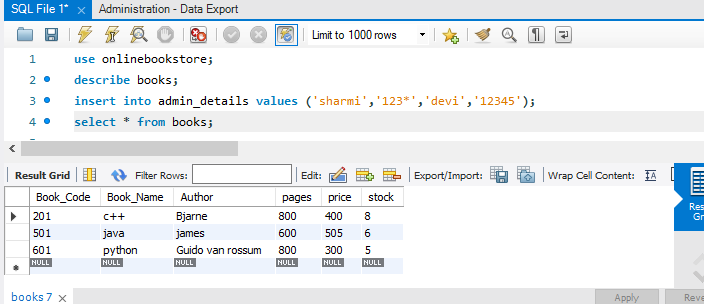 SQL File 1* Administration - Data Export
Limit to 1000 rows
1 use onlinebookstore;
2 describe books;
3 insert into admin_details values ('sharmi','123*','devi','12345');
4 select * from books;
Result Grid Filter Rows: Edit: Export/Import: Wrap Cell Content: IA
Book_Code Book_Name Author pages price stock
201 c++ Bjarne 800 400 8
501 java james 600 505 6
601 python Guido van rossum 800 300 5
NULL NULL NULL NULL NULL NULL
Res
Gr
books 7 Apply Reve